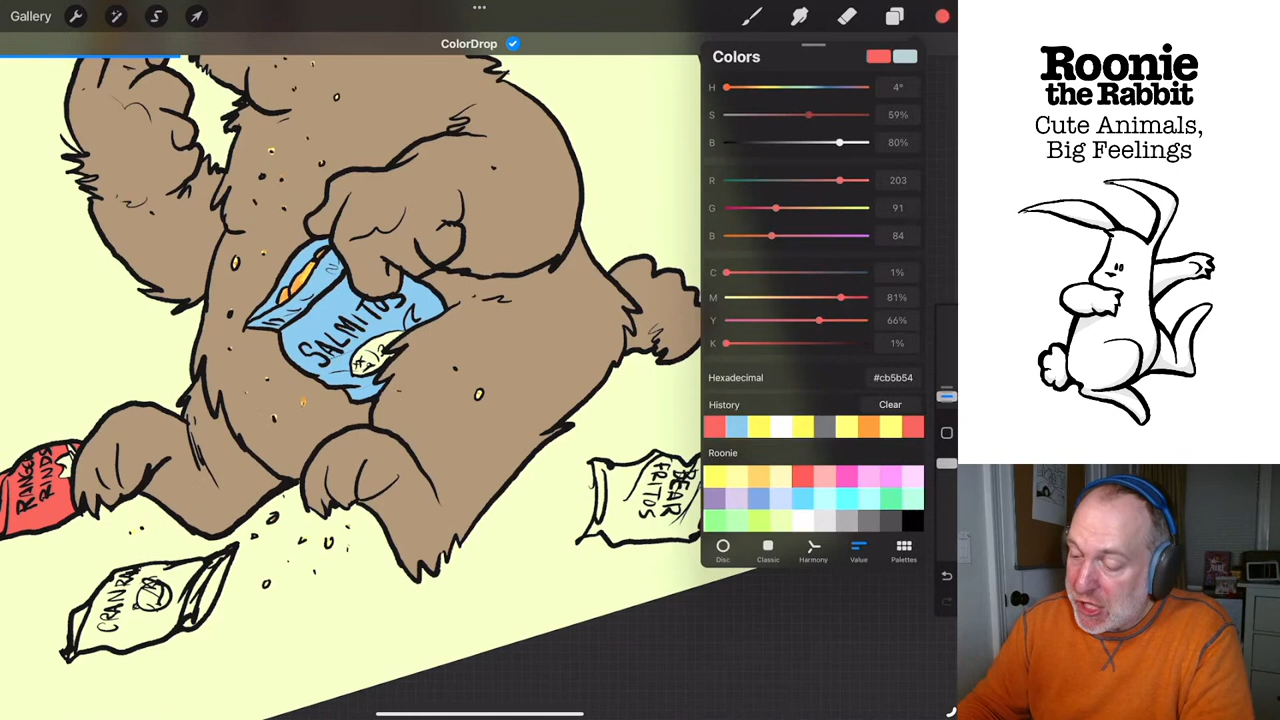 Gallery
ColorDrop
Colors
H 4°
S 59%
B 80%
R 203
G 91
B 84
C 1%
M 81%
Y 66%
K 1%
Hexadecimal #cb5b54
History Clear
Roonie
Disc Classic Harmony Value Palettes
SALMITOS
RANGER
RINDS
BEAR
FRITOS
Roonie
the Rabbit
Cute Animals,
Big Feelings